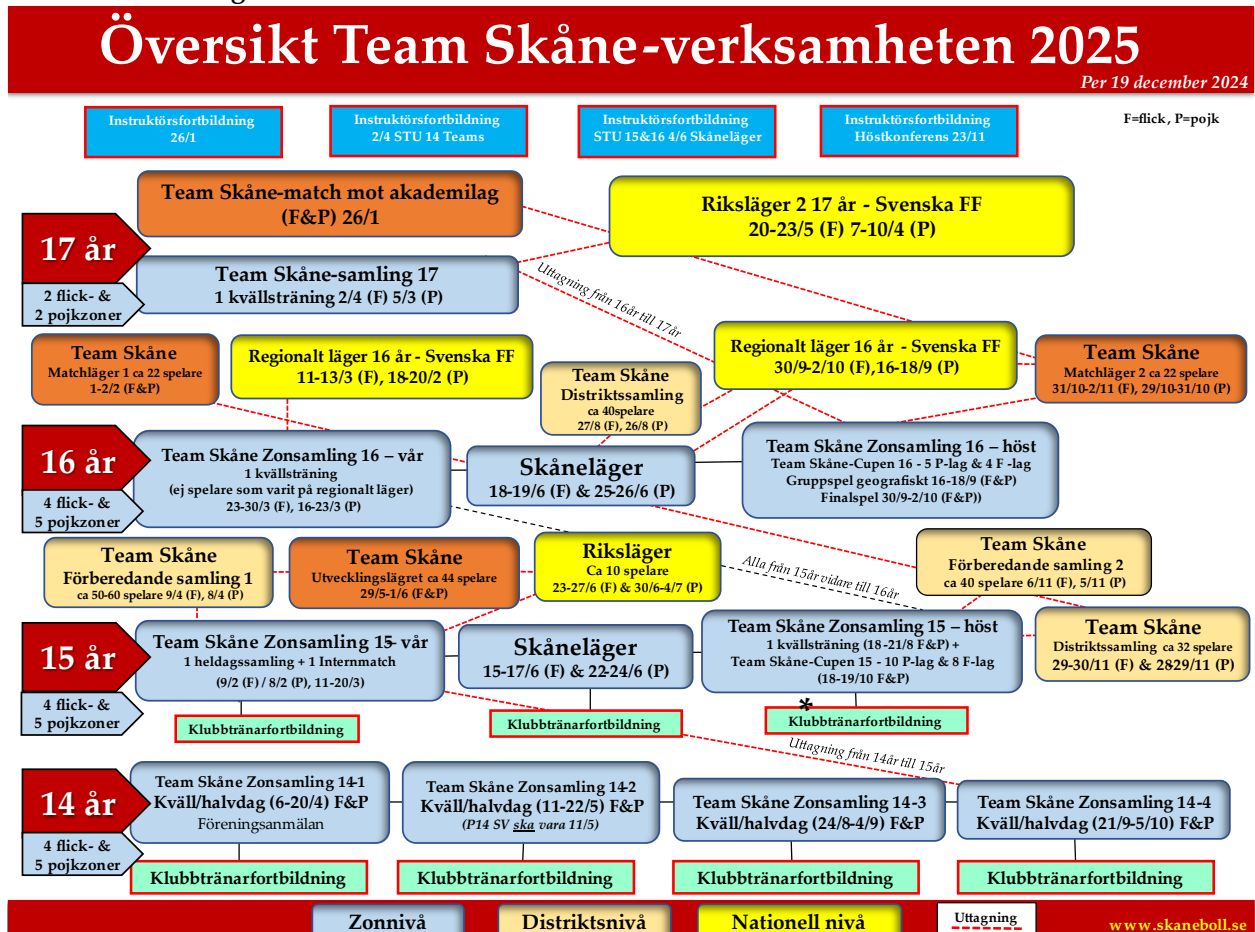 Översikt Team Skåne-verksamheten 2025
Per 19 december 2024
Instruktörsfortbildning
26/1
Instruktörsfortbildning
2/4 STU 14 Teams
Instruktörsfortbildning
STU 15&16 4/6 Skåneläger
Instruktörsfortbildning
Höstkonferens 23/11
F=flick, P=pojk
17 år
2 flick- &
2 pojkzoner
Team Skåne-match mot akademilag
(F&P) 26/1
Riksläger 2 17 år - Svenska FF
20-23/5 (F) 7-10/4 (P)
Team Skåne-samling 17
1 kvällsträning 2/4 (F) 5/3 (P)
Uttagning från 16år till 17år
Team Skåne
Matchläger 1 ca 22 spelare
1-2/2 (F&P)
Regionalt läger 16 år - Svenska FF
11-13/3 (F), 18-20/2 (P)
Team Skåne
Distriktssamling
ca 40spelare
27/8 (F), 26/8 (P)
Regionalt läger 16 år - Svenska FF
30/9-2/10 (F),16-18/9 (P)
Team Skåne
Matchläger 2 ca 22 spelare
31/10-2/11 (F), 29/10-31/10 (P)
16 år
4 flick- &
5 pojkzoner
Team Skåne Zonsamling 16 – vår
1 kvällsträning
(ej spelare som varit på regionalt läger)
23-30/3 (F), 16-23/3 (P)
Skåneläger
18-19/6 (F) & 25-26/6 (P)
Team Skåne Zonsamling 16 – höst
Team Skåne-Cupen 16 - 5 P-lag & 4 F -lag
Gruppspel geografiskt 16-18/9 (F&P)
Finalspel 30/9-2/10 (F&P))
Team Skåne
Förberedande samling 1
ca 50-60 spelare 9/4 (F), 8/4 (P)
Team Skåne
Utvecklingslägret ca 44 spelare
29/5-1/6 (F&P)
Riksläger
Ca 10 spelare
23-27/6 (F) & 30/6-4/7 (P)
Alla från 15år vidare till 16år
Team Skåne
Förberedande samling 2
ca 40 spelare 6/11 (F), 5/11 (P)
15 år
4 flick- &
5 pojkzoner
Team Skåne Zonsamling 15- vår
1 heldagssamling + 1 Internmatch
(9/2 (F) / 8/2 (P), 11-20/3)
Skåneläger
15-17/6 (F) & 22-24/6 (P)
Team Skåne Zonsamling 15 – höst
1 kvällsträning (18-21/8 F&P) +
Team Skåne-Cupen 15 - 10 P-lag & 8 F-lag
(18-19/10 F&P)
Team Skåne
Distriktssamling ca 32 spelare
29-30/11 (F) & 2829/11 (P)
Klubbtränarfortbildning
Klubbtränarfortbildning
*
Klubbtränarfortbildning
Uttagning från 14år till 15år
14 år
4 flick- &
5 pojkzoner
Team Skåne Zonsamling 14-1
Kväll/halvdag (6-20/4) F&P
Föreningsanmälan
Team Skåne Zonsamling 14-2
Kväll/halvdag (11-22/5) F&P
(P14 SV ska vara 11/5)
Team Skåne Zonsamling 14-3
Kväll/halvdag (24/8-4/9) F&P
Team Skåne Zonsamling 14-4
Kväll/halvdag (21/9-5/10) F&P
Klubbtränarfortbildning
Klubbtränarfortbildning
Klubbtränarfortbildning
Klubbtränarfortbildning
Zonnivå
Distriktsnivå
Nationell nivå
Uttagning
www.skaneboll.se